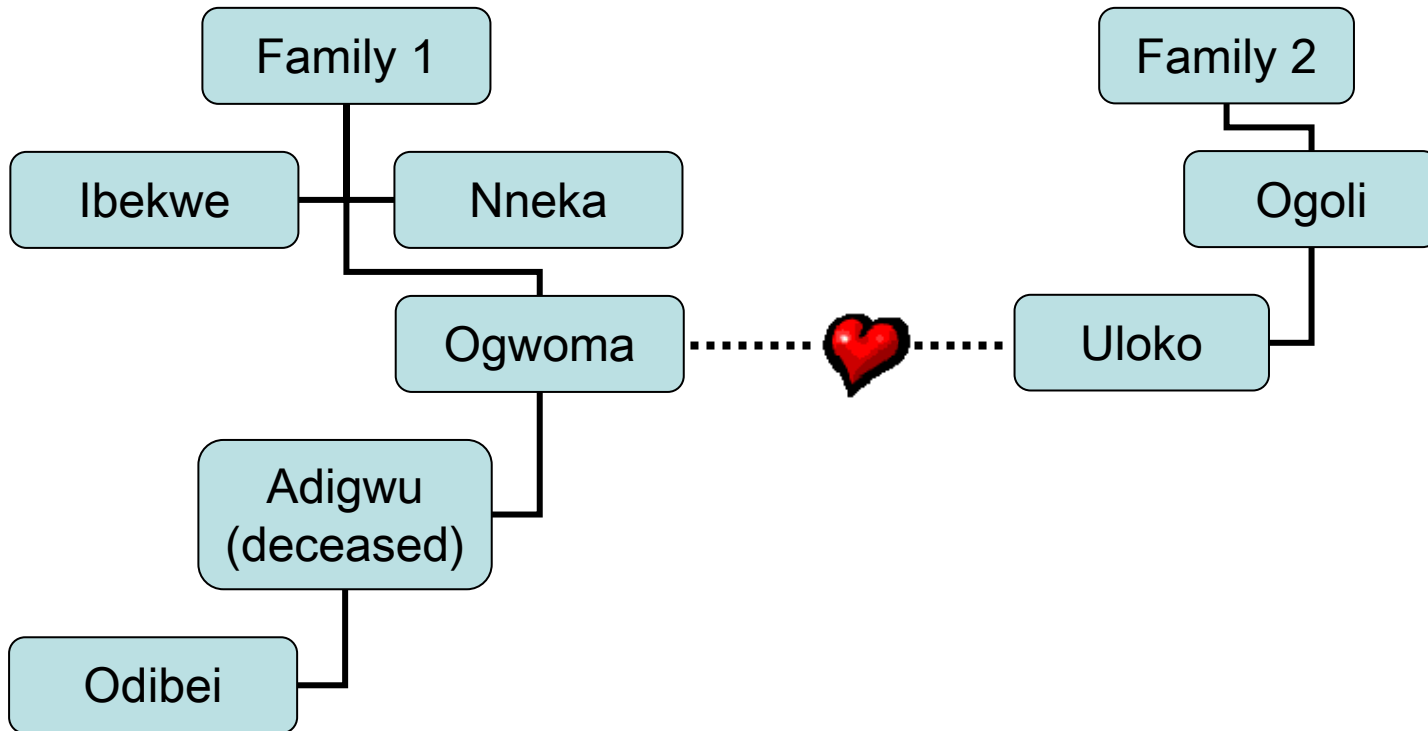 Family 1
Family 2
Ibekwe
Nneka
Ogoli
Ogwoma
Uloko
Adigwu
(deceased)
Odibei